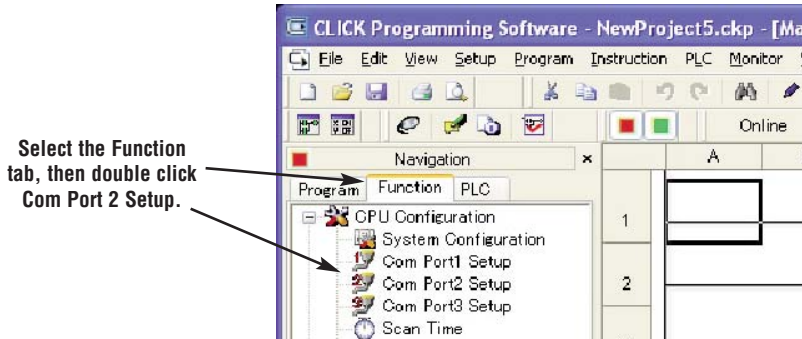 CLICK Programming Software - NewProject5.ckp - [Ma
File Edit View Setup Program Instruction PLC Monitor
Online
Select the Function
tab, then double click
Com Port 2 Setup.
Navigation
Program Function PLC
CPU Configuration
System Configuration
Com Port1 Setup
Com Port2 Setup
Com Port3 Setup
Scan Time
A
1
2